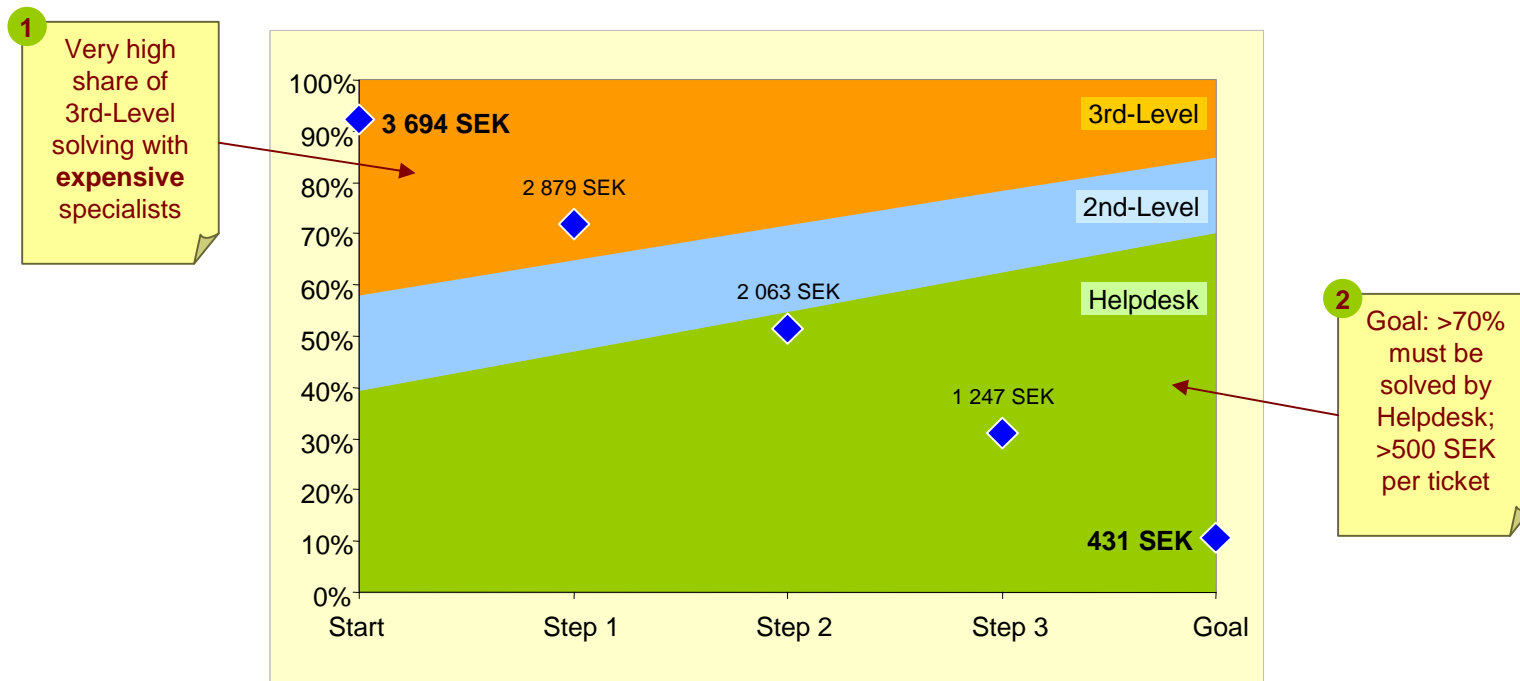 1
Very high
share of
3rd-Level
solving with
expensive
specialists
100%
90%
80%
70%
60%
50%
40%
30%
20%
10%
0%
3 694 SEK
2 879 SEK
2 063 SEK
1 247 SEK
431 SEK
3rd-Level
2nd-Level
Helpdesk
Start
Step 1
Step 2
Step 3
Goal
2
Goal: >70%
must be
solved by
Helpdesk;
>500 SEK
per ticket